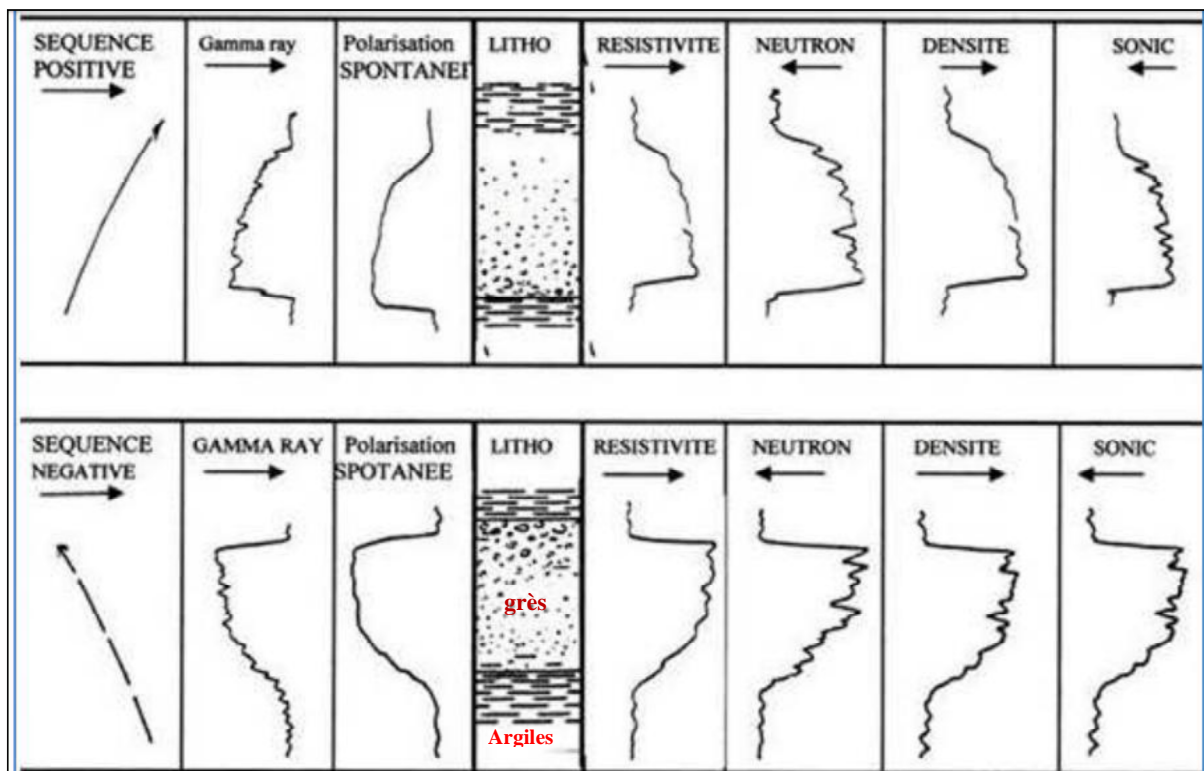 SEQUENCE
POSITIVE
Gamma ray
Polarisation
SPONTANEE
LITHO
RESISTIVITE
NEUTRON
DENSITE
SONIC
SEQUENCE
NEGATIVE
GAMMA RAY
Polarisation
SPOTANEE
LITHO
RESISTIVITE
NEUTRON
DENSITE
SONIC
grès
Argiles